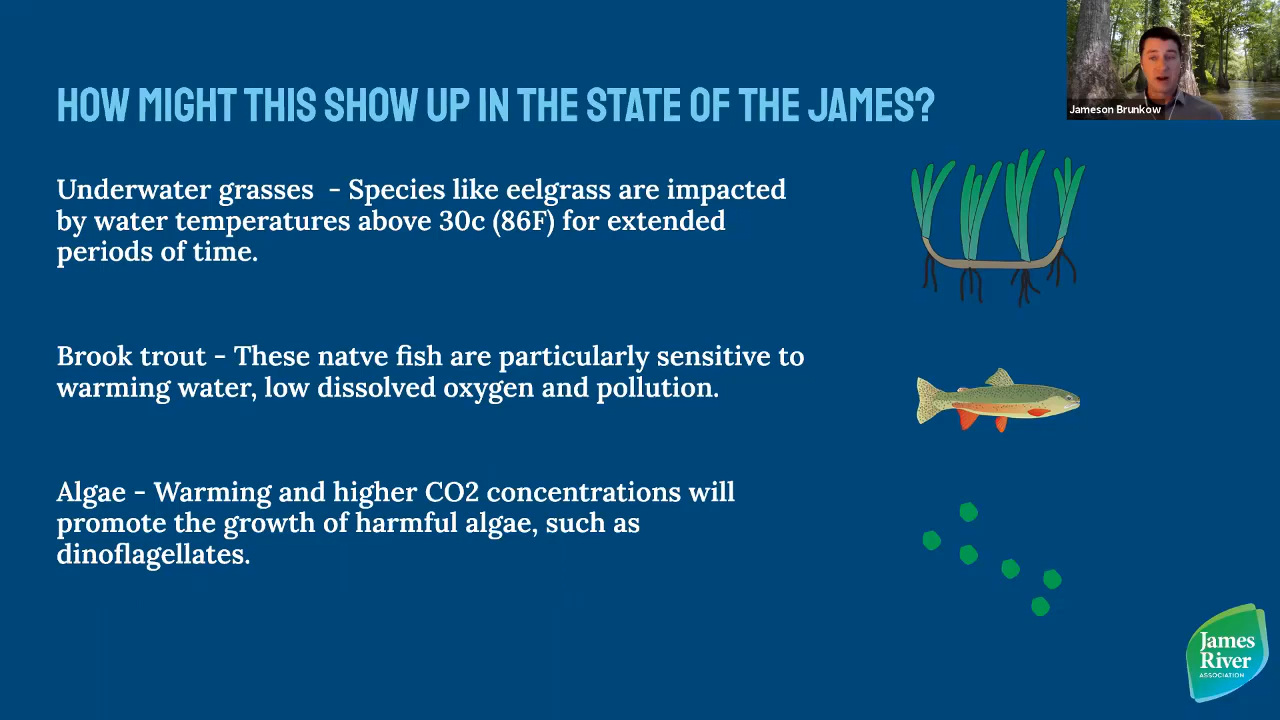 HOW MIGHT THIS SHOW UP IN THE STATE OF THE JAMES?
Jameson Brunkow
Underwater grasses - Species like eelgrass are impacted
by water temperatures above 30c (86F) for extended
periods of time.
Brook trout - These natve fish are particularly sensitive to
warming water, low dissolved oxygen and pollution.
Algae - Warming and higher CO2 concentrations will
promote the growth of harmful algae, such as
dinoflagellates.
James
River
ASSOCIATION